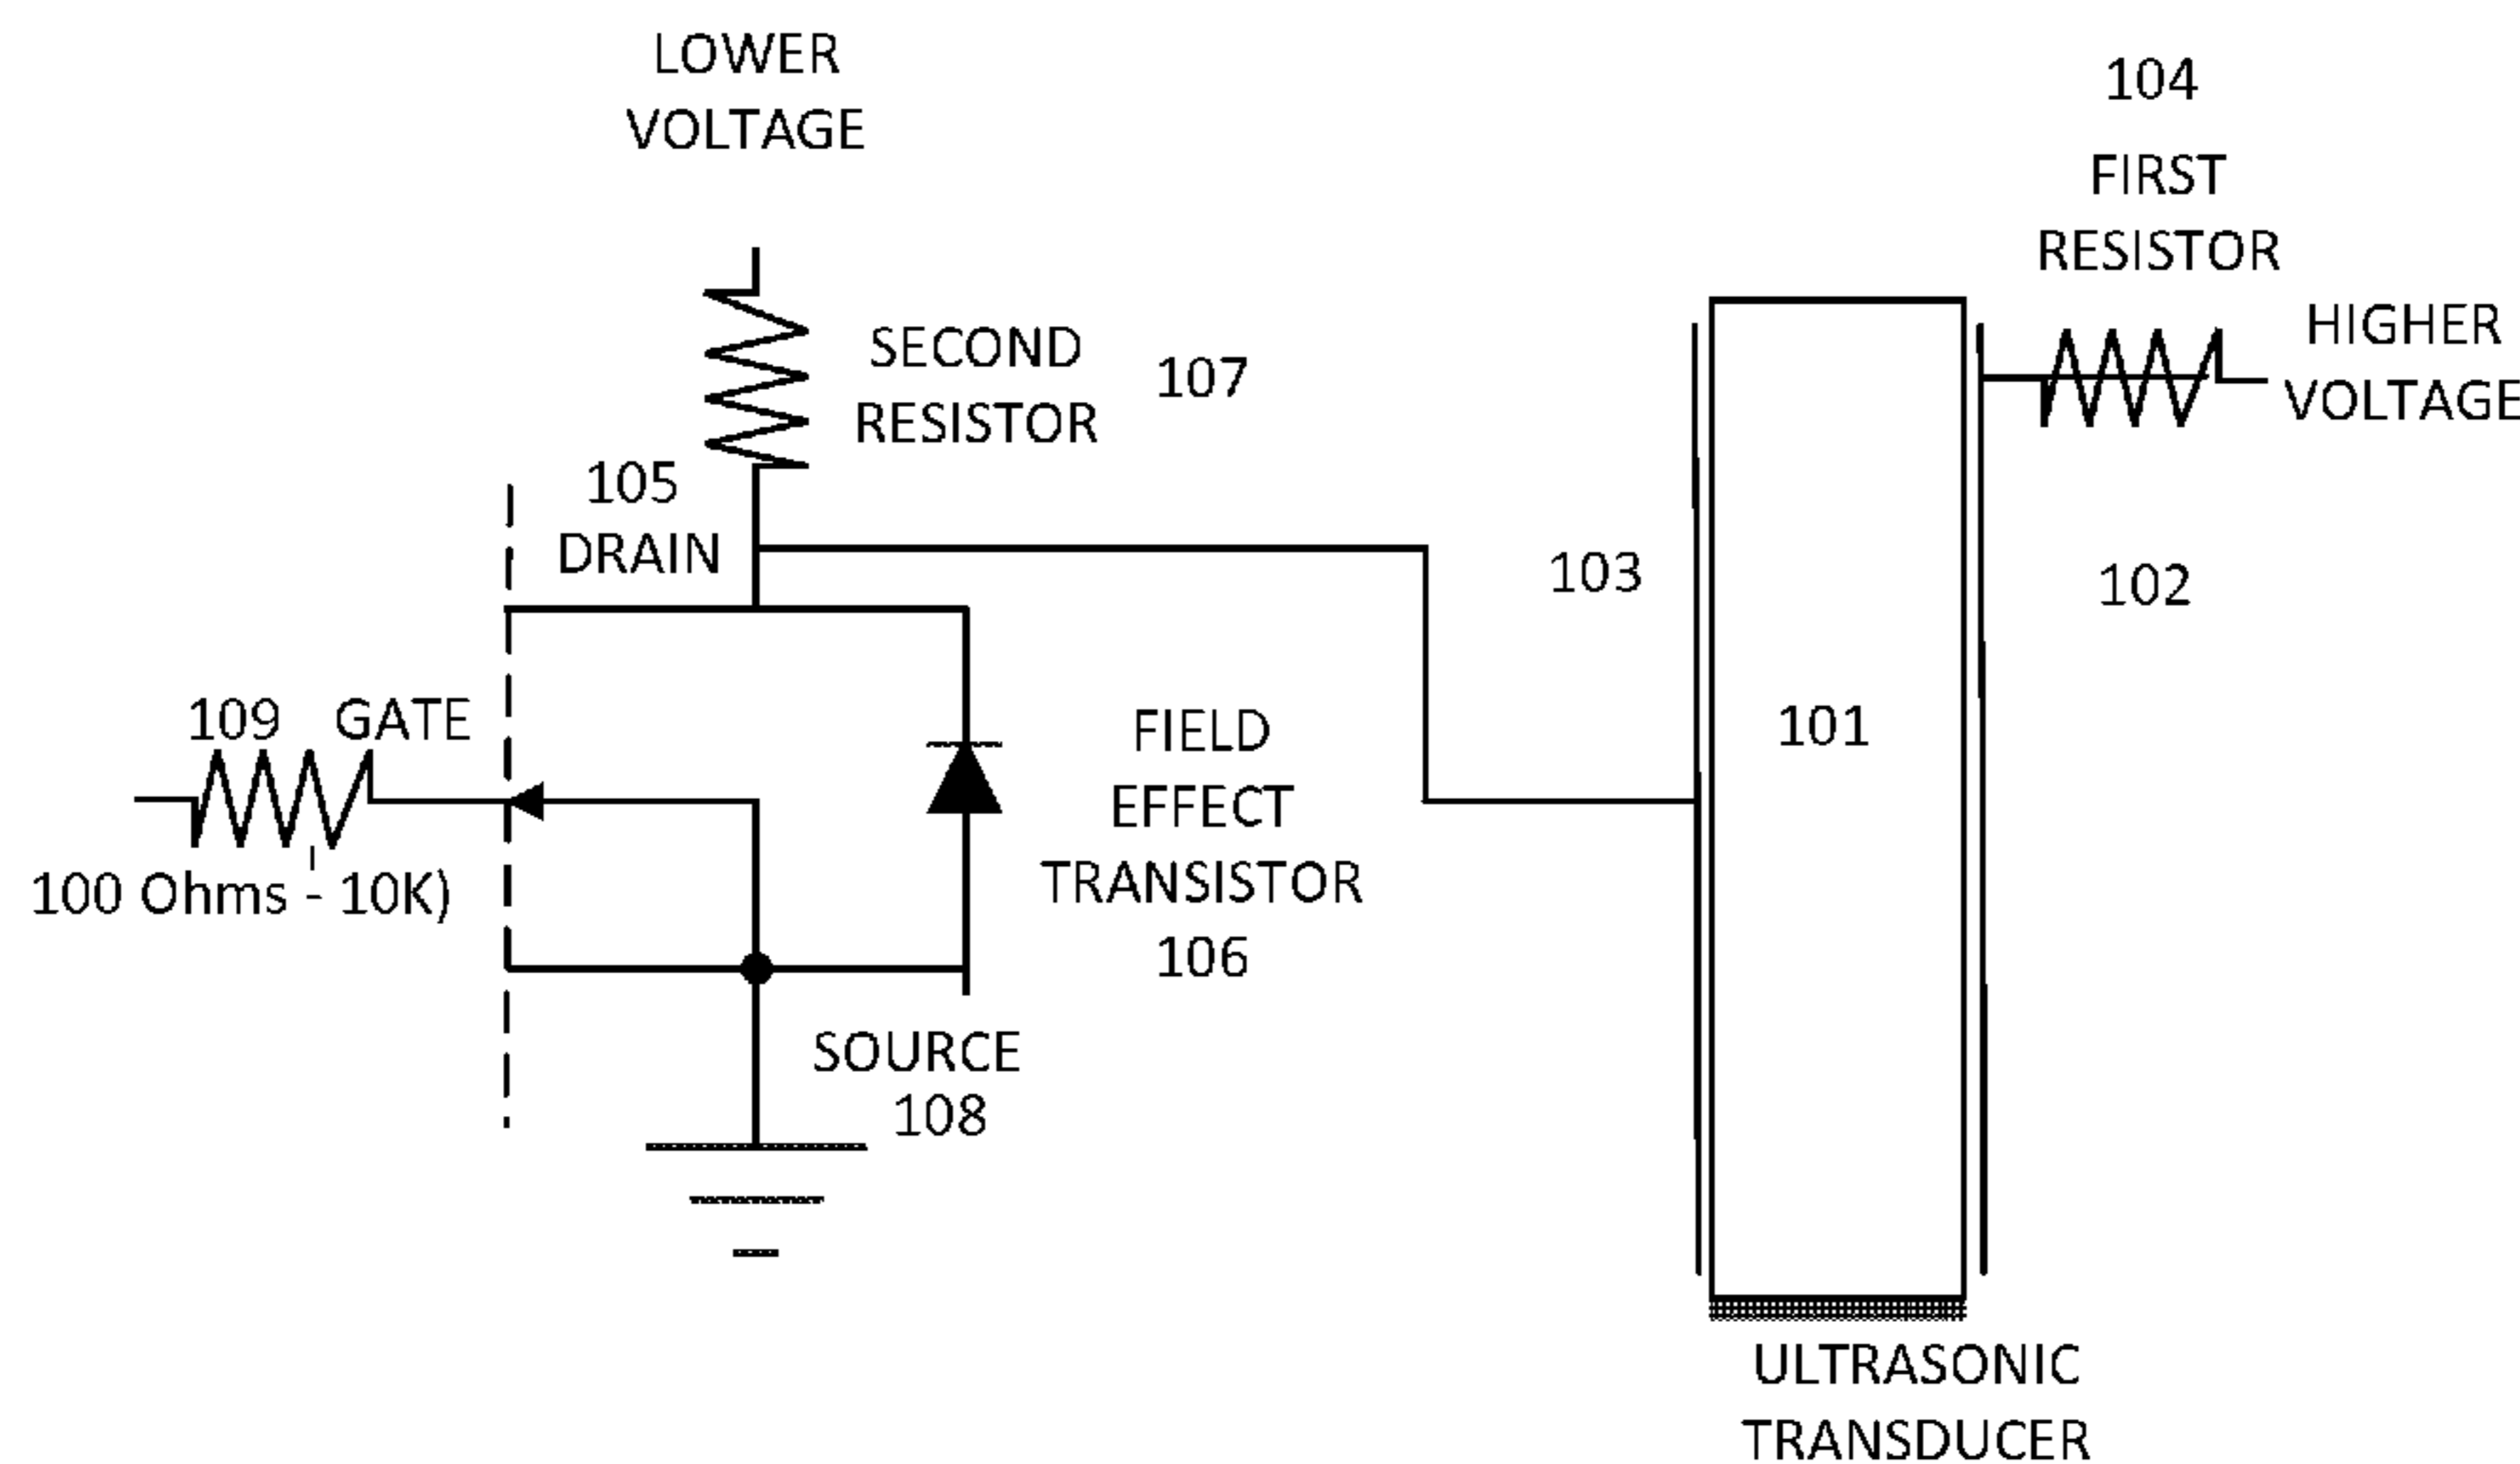 LOWER
VOLTAGE
104
FIRST
RESISTOR
HIGHER
VOLTAGE
SECOND
RESISTOR
107
105
DRAIN
103
102
109 GATE
100 Ohms - 10K)
FIELD
EFFECT
TRANSISTOR
106
101
SOURCE
108
ULTRASONIC
TRANSDUCER